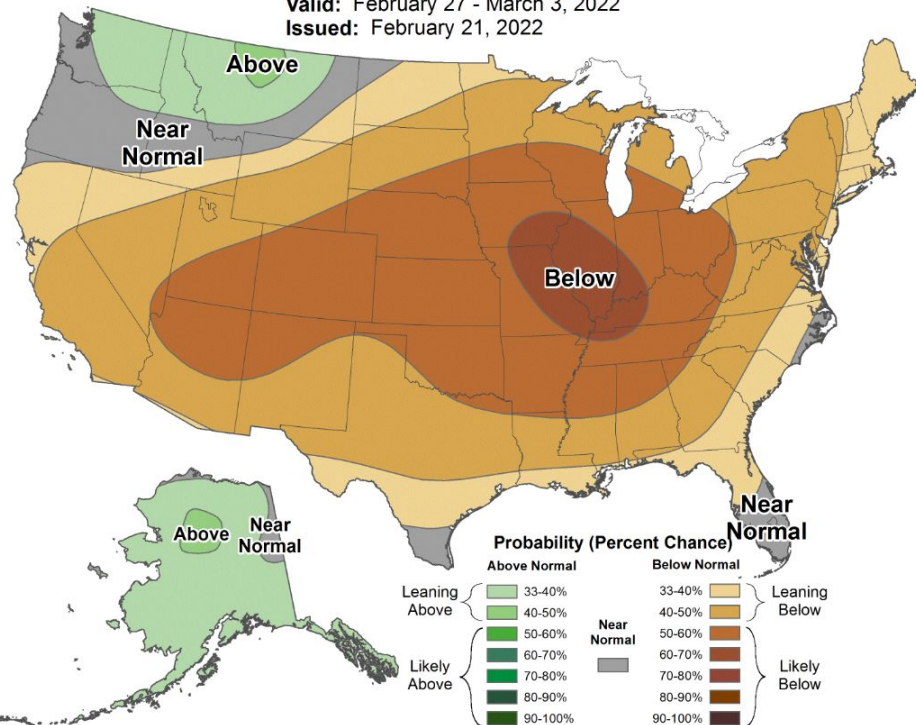 Valid: February 27 - March 3, 2022
Issued: February 21, 2022
Above
Near
Normal
Below
Near
Normal
Above
Near
Normal
Probability (Percent Chance)
Above Normal
Below Normal
Leaning
Above
33-40%
40-50%
Likely
Above
50-60%
60-70%
70-80%
80-90%
90-100%
Near
Normal
33-40%
40-50%
Leaning
Below
50-60%
60-70%
70-80%
80-90%
90-100%
Likely
Below